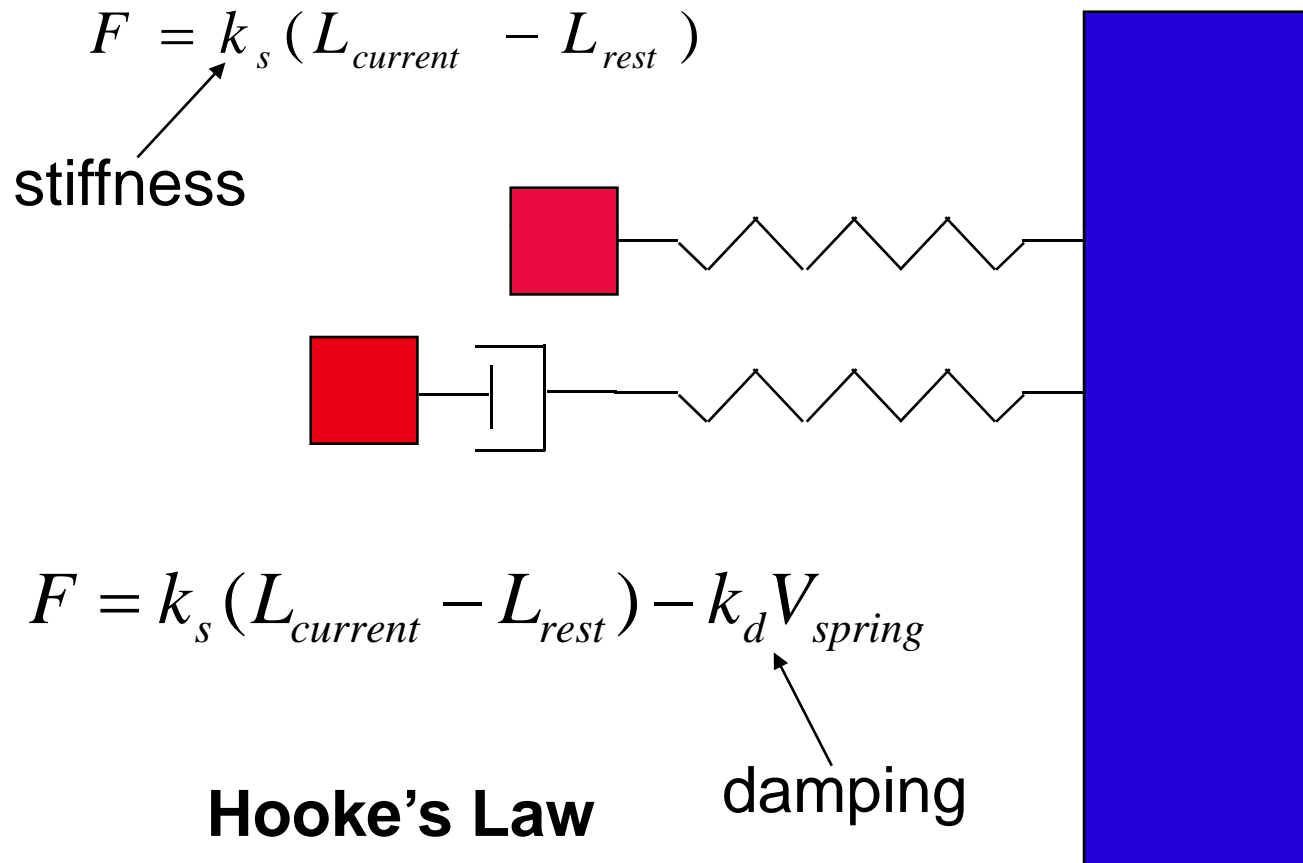 F = k_s (L_current − L_rest)
stiffness
F = k_s (L_current − L_rest) − k_d V_spring
damping
Hooke’s Law